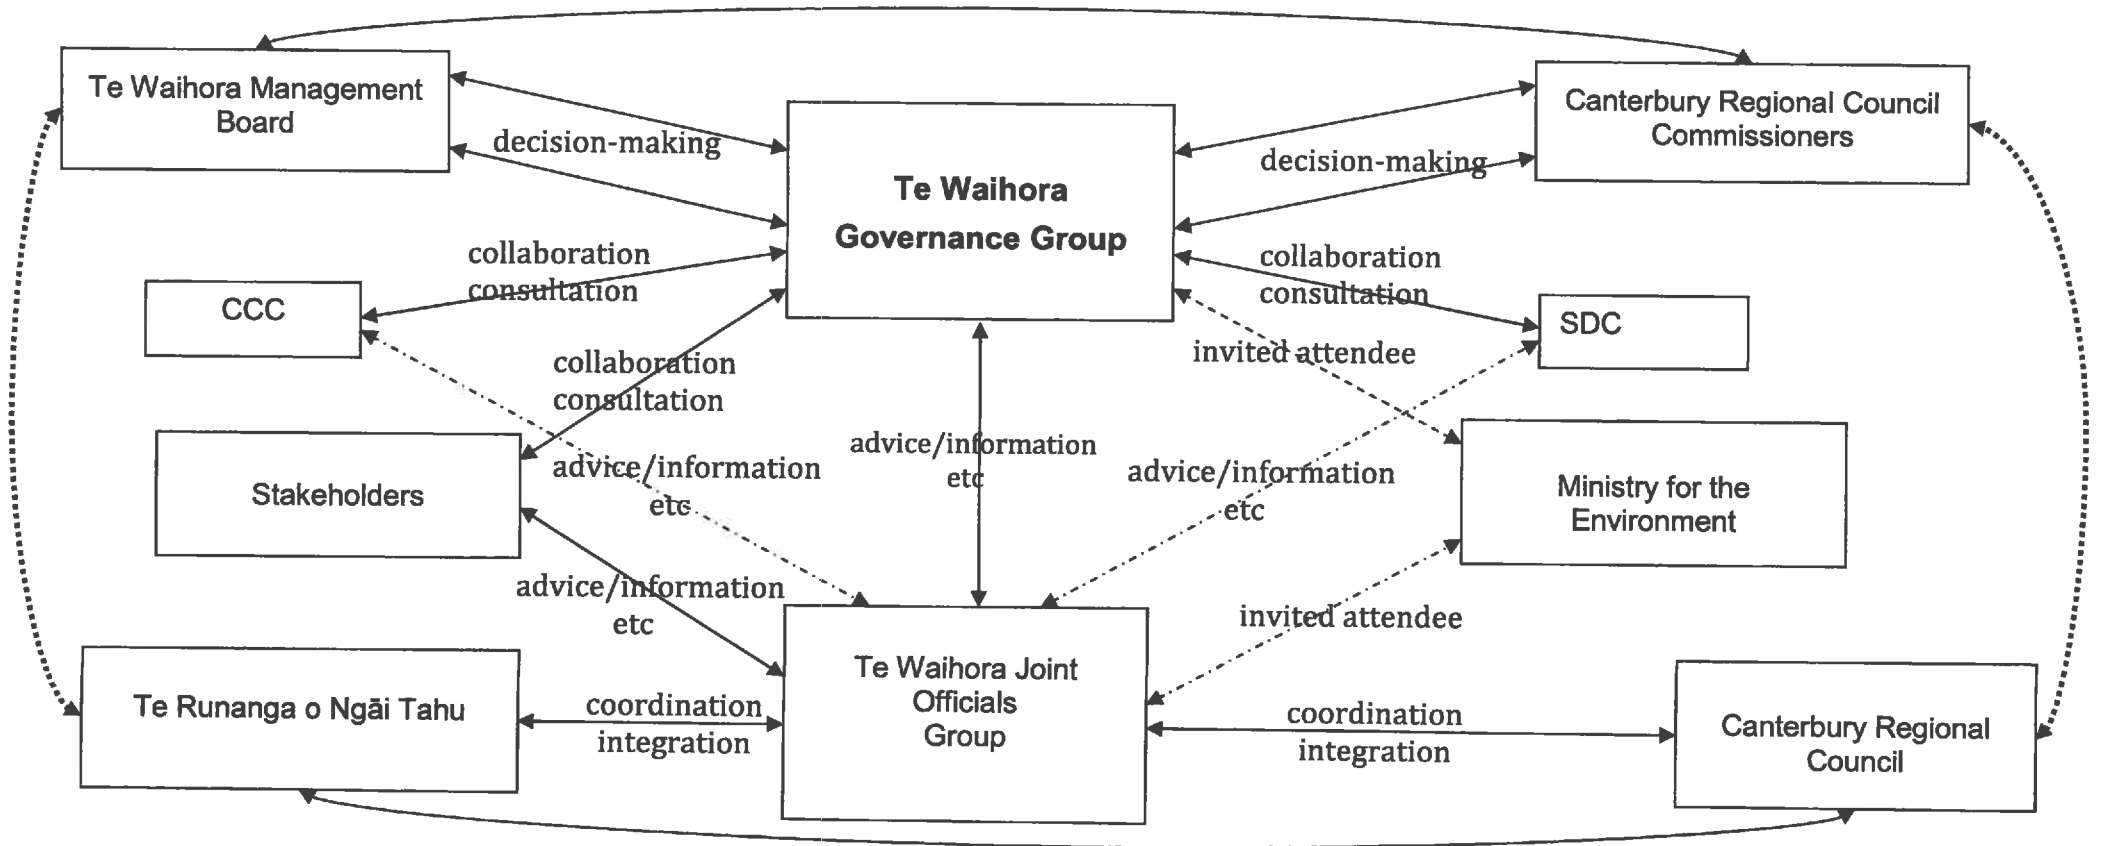 Te Waihora Management
Board
decision-making
Te Waihora
Governance Group
Canterbury Regional Council
Commissioners
decision-making
collaboration
consultation
CCC
collaboration
consultation
SDC
invited attendee
collaboration
consultation
Stakeholders
advice/information
etc
advice/information
etc
advice/information
etc
Ministry for the
Environment
advice/information
etc
invited attendee
Te Runanga o Ngāi Tahu
coordination
integration
Te Waihora Joint
Officials
Group
coordination
integration
Canterbury Regional
Council